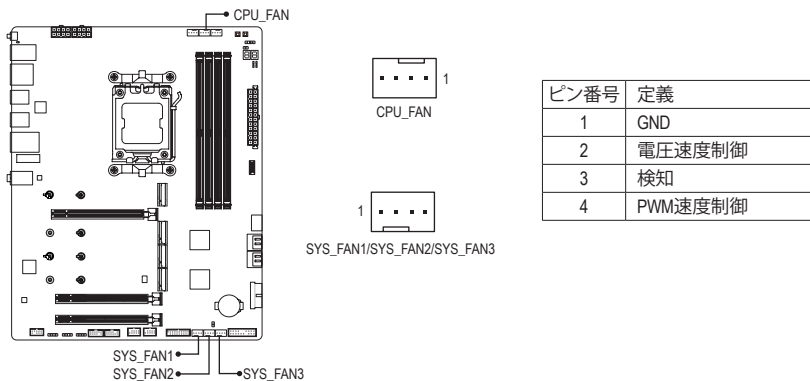 CPU_FAN
1
CPU_FAN
1
SYS_FAN1/SYS_FAN2/SYS_FAN3
ピン番号 定義
1 GND
2 電圧速度制御
3 検知
4 PWM速度制御
SYS_FAN1
SYS_FAN2
SYS_FAN3